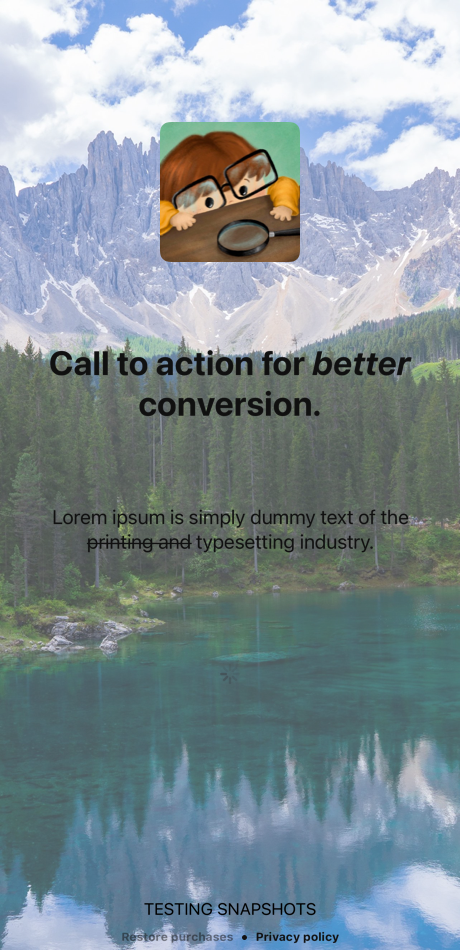 Call to action for better
conversion.
Lorem ipsum is simply dummy text of the
printing and typesetting industry.
TESTING SNAPSHOTS
Restore purchases • Privacy policy